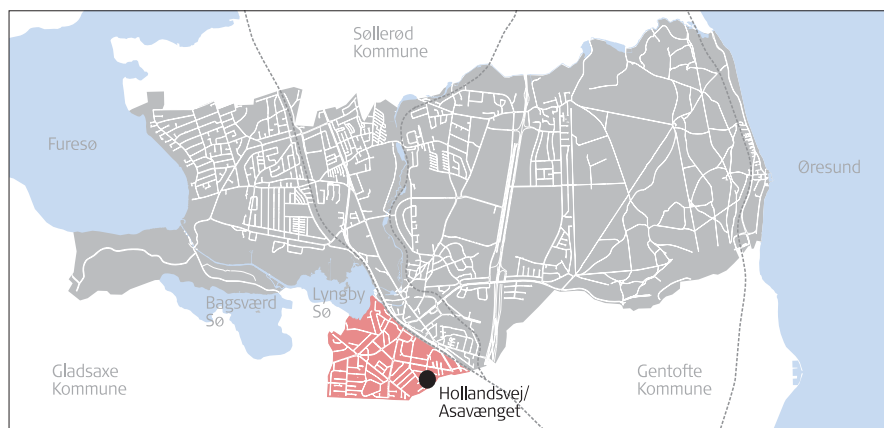 Søllerød
Kommune
Furesø
Øresund
Bagsværd
Sø
Lyngby
Sø
Gladsaxe
Kommune
Gentofte
Kommune
Hollandsvej/
Asavænget